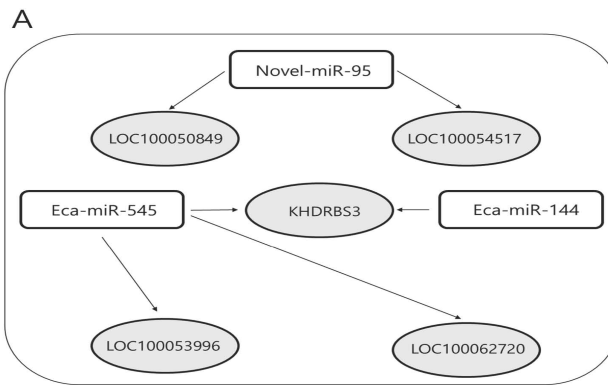 A
Novel-miR-95
LOC100050849
LOC100054517
Eca-miR-545
KHDRBS3
Eca-miR-144
LOC100053996
LOC100062720